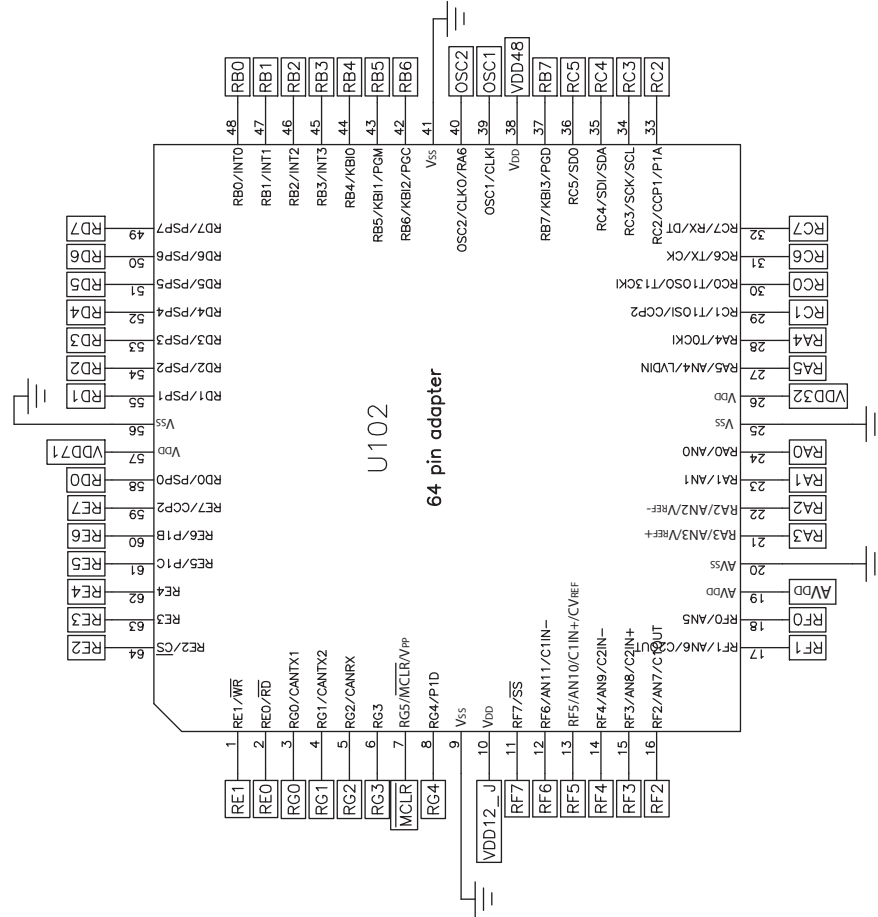 RB0 RB1 RB2 RB3 RB4 RB5 RB6 OSC2 OSC1 VDD48 RB7 RC5 RC4 RC3 RC2
48 47 46 45 44 43 42 41 40 39 38 37 36 35 34 33
RB0/INT0
RB1/INT1
RB2/INT2
RB3/INT3
RB4/KBI0
RB5/KBI1/PGM
RB6/KBI2/PGC
VSS
OSC2/CLKO/RA6
OSC1/CLKI
VDD
RB7/KBI3/PGD
RC5/SDO
RC4/SDI/SDA
RC3/SCK/SCL
RC2/CCP1/P1A
RD7 49 RD7/PSP7
RD6 50 RD6/PSP6
RD5 51 RD5/PSP5
RD4 52 RD4/PSP4
RD3 53 RD3/PSP3
RD2 54 RD2/PSP2
RD1 55 RD1/PSP1
56 VSS
VDD71 57 VDD
RD0 58 RD0/PSP0
RE7 59 RE7/CCP2
RE6 60 RE6/P1B
RE5 61 RE5/P1C
RE4 62 RE4
RE3 63 RE3
RE2 64 RE2/CS
U102
64 pin adapter
RC7/RX/DT 32 RC7
RC6/TX/CK 31 RC6
RC0/T1OSO/T13CKI 30 RC0
RC1/T1OSI/CCP2 29 RC1
RA4/TOCKI 28 RA4
RA5/AN4/LVDIN 27 RA5
VDD 26 VDD32
VSS 25
RA0/AN0 24 RA0
RA1/AN1 23 RA1
RA2/AN2/VREF- 22 RA2
RA3/AN3/VREF+ 21 RA3
AVSS 20
AVDD 19 AVDD
RF0/AN5 18 RF0
RF1/AN6/C2OUT 17 RF1
RE1/WR
RE0/RD
RG0/CANTX1
RG1/CANTX2
RG2/CANRX
RG3
RG5/MCLR/VPP
RG4/P1D
VSS
VDD
RF7/SS
RF6/AN11/C1IN-
RF5/AN10/C1IN+/CVREF
RF4/AN9/C2IN-
RF3/AN8/C2IN+
RF2/AN7/C1OUT
1 2 3 4 5 6 7 8 9 10 11 12 13 14 15 16
RE1 RE0 RG0 RG1 RG2 RG3 MCLR RG4 VDD12_J RF7 RF6 RF5 RF4 RF3 RF2